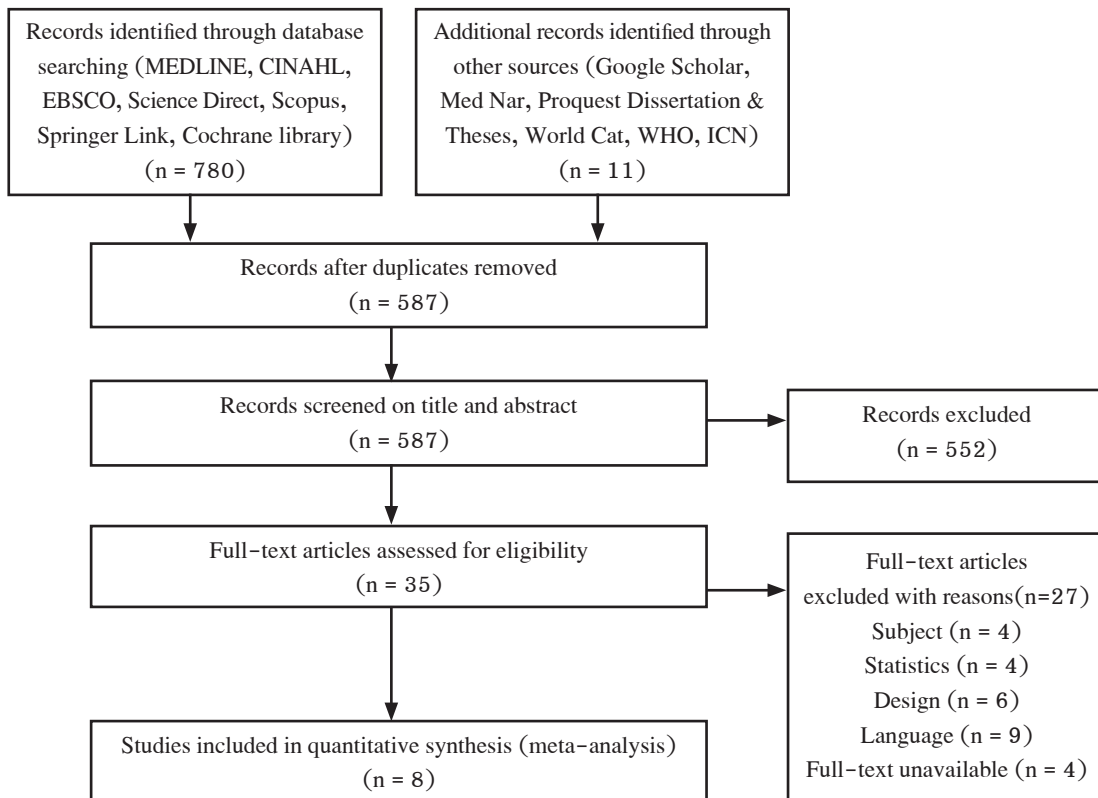 Records identified through database
searching (MEDLINE, CINAHL,
EBSCO, Science Direct, Scopus,
Springer Link, Cochrane library)
(n = 780)
Additional records identified through
other sources (Google Scholar,
Med Nar, Proquest Dissertation &
Theses, World Cat, WHO, ICN)
(n = 11)
Records after duplicates removed
(n = 587)
Records screened on title and abstract
(n = 587)
Records excluded
(n = 552)
Full-text articles assessed for eligibility
(n = 35)
Full-text articles
excluded with reasons(n=27)
Subject (n = 4)
Statistics (n = 4)
Design (n = 6)
Language (n = 9)
Full-text unavailable (n = 4)
Studies included in quantitative synthesis (meta-analysis)
(n = 8)